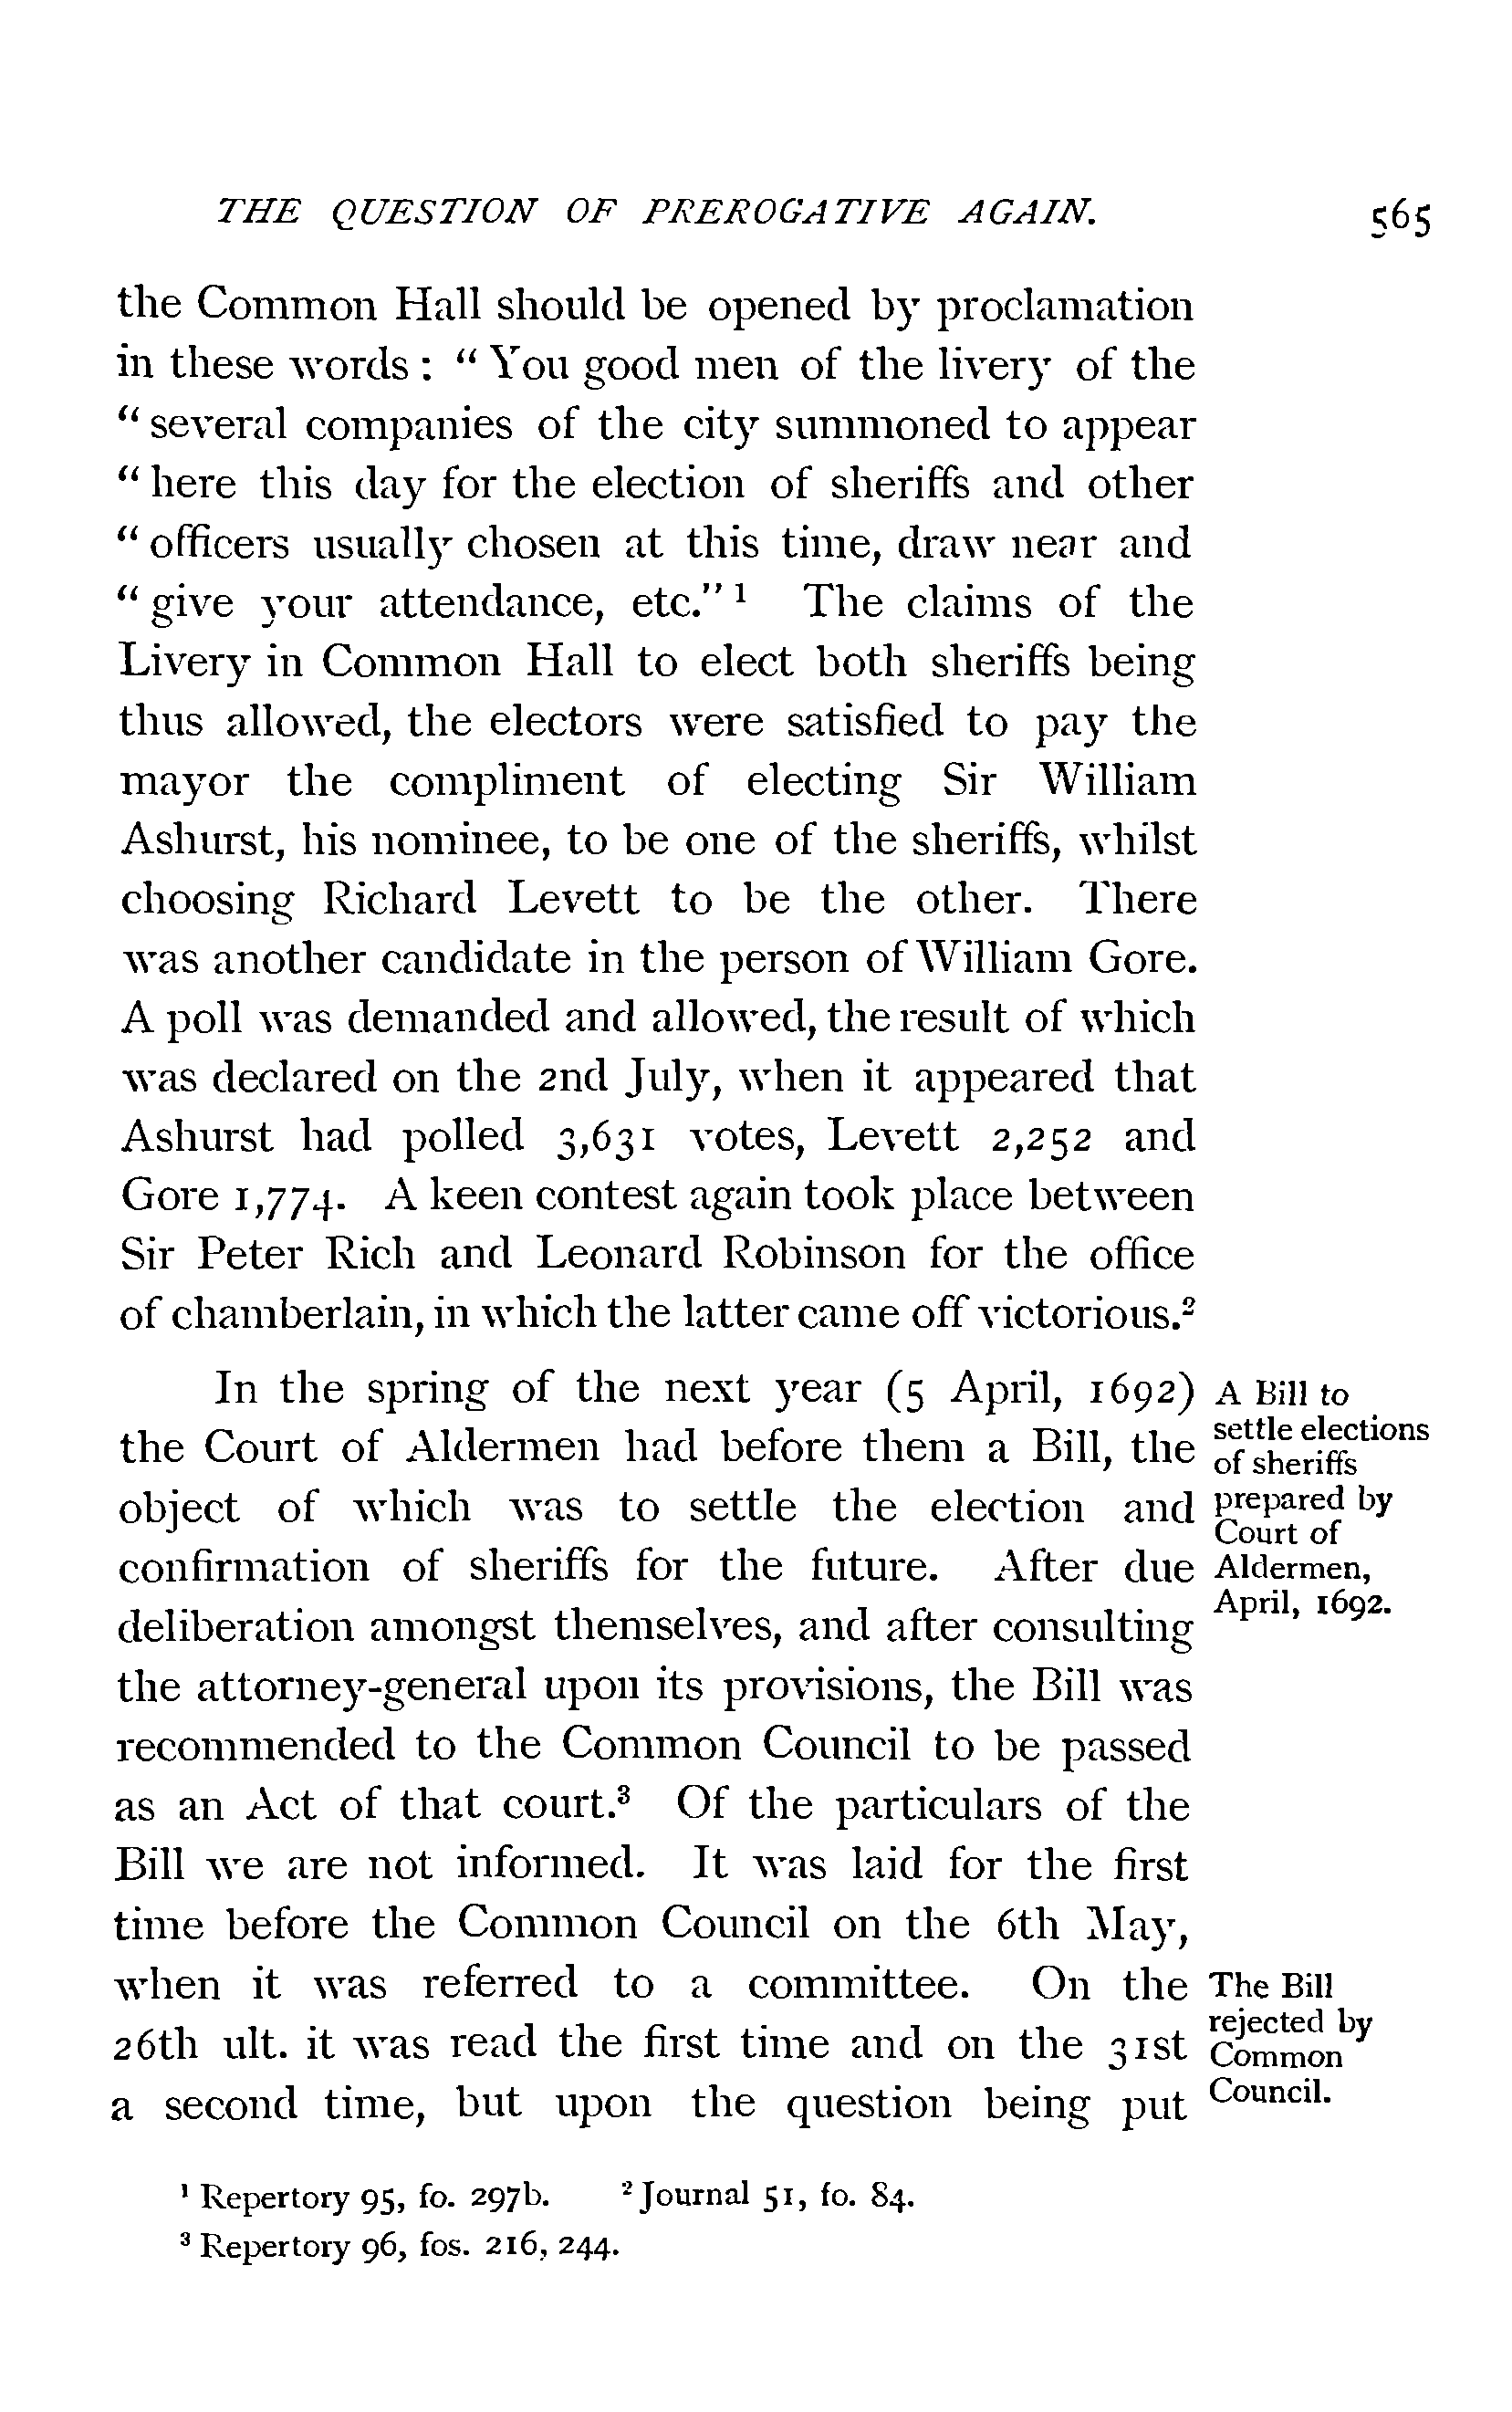 THE QUESTION OF PREROGATIVE AGAIN. 565
the Common Hall should be opened by proclamation
in these words : " You good men of the livery of the
" several companies of the city summoned to appear
" here this day for the election of sheriffs and other
" officers usually chosen at this time, draw near and
" give your attendance, etc." ¹ The claims of the
Livery in Common Hall to elect both sheriffs being
thus allowed, the electors were satisfied to pay the
mayor the compliment of electing Sir William
Ashurst, his nominee, to be one of the sheriffs, whilst
choosing Richard Levett to be the other. There
was another candidate in the person of William Gore.
A poll was demanded and allowed, the result of which
was declared on the 2nd July, when it appeared that
Ashurst had polled 3,631 votes, Levett 2,252 and
Gore 1,774. A keen contest again took place between
Sir Peter Rich and Leonard Robinson for the office
of chamberlain, in which the latter came off victorious.²
In the spring of the next year (5 April, 1692)
the Court of Aldermen had before them a Bill, the
object of which was to settle the election and
confirmation of sheriffs for the future. After due
deliberation amongst themselves, and after consulting
the attorney-general upon its provisions, the Bill was
recommended to the Common Council to be passed
as an Act of that court.³ Of the particulars of the
Bill we are not informed. It was laid for the first
time before the Common Council on the 6th May,
when it was referred to a committee. On the
26th ult. it was read the first time and on the 31st
a second time, but upon the question being put
A Bill to
settle elections
of sheriffs
prepared by
Court of
Aldermen,
April, 1692.
The Bill
rejected by
Common
Council.
¹ Repertory 95, fo. 297b. ² Journal 51, fo. 84.
³ Repertory 96, fos. 216, 244.